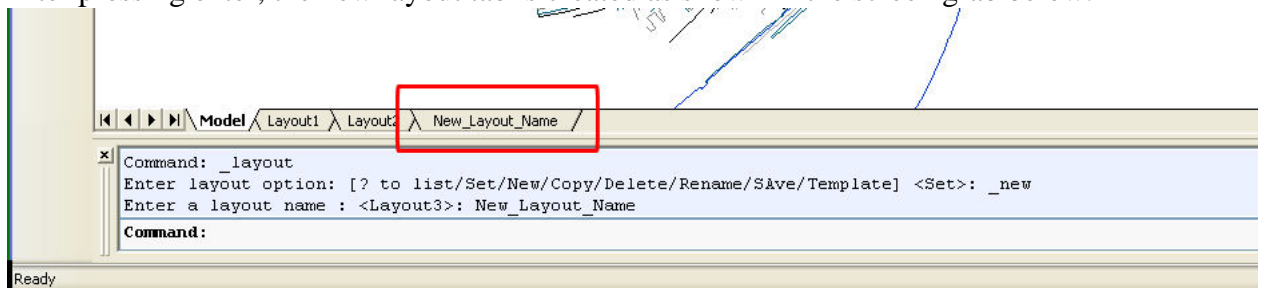 Model Layout1 Layout2 New_Layout_Name
Command: _layout
Enter layout option: [? to list/Set/New/Copy/Delete/Rename/SAve/Template] <Set>: _new
Enter a layout name : <Layout3>: New_Layout_Name
Command:
Ready